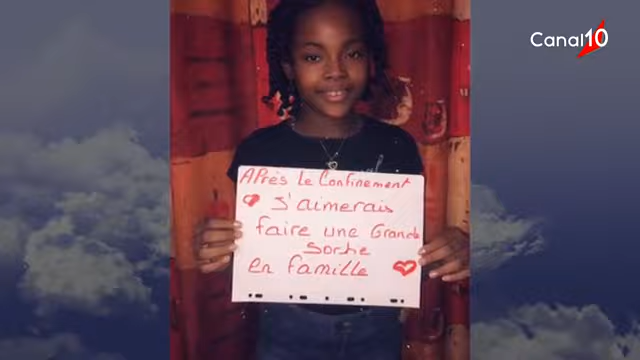 Canal10
Après le Confinement
J'aimerais
faire une Grande
Sortie
en famille